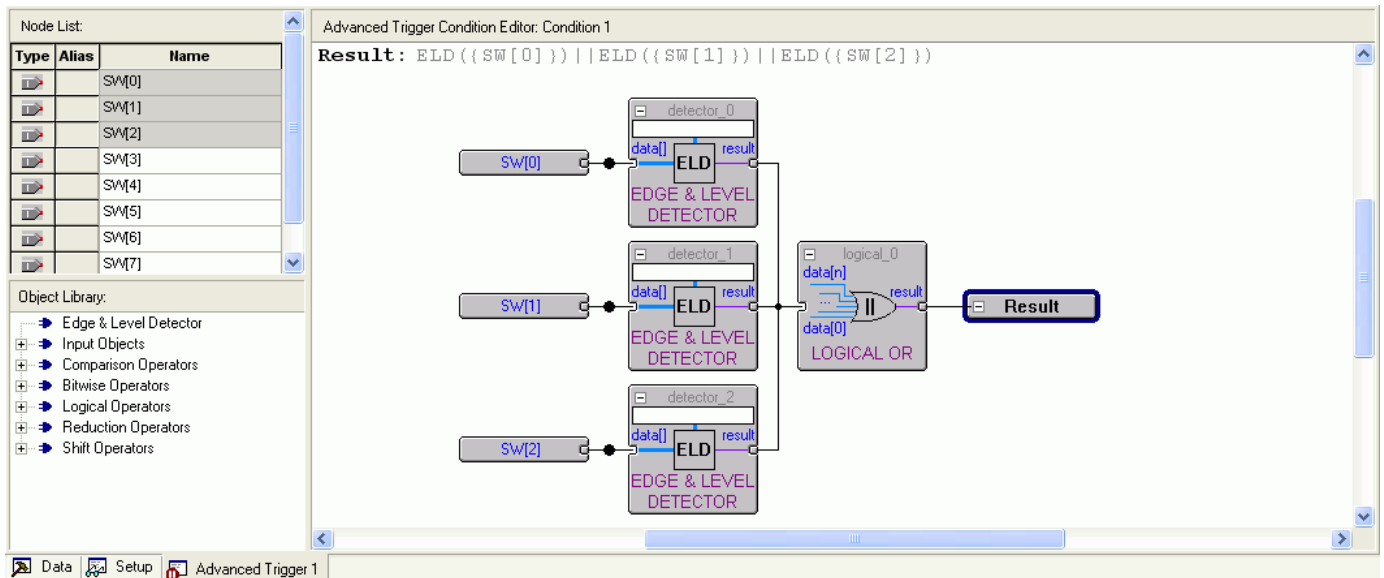 Node List:
Type Alias Name
SW[0]
SW[1]
SW[2]
SW[3]
SW[4]
SW[5]
SW[6]
SW[7]
Object Library:
Edge & Level Detector
Input Objects
Comparison Operators
Bitwise Operators
Logical Operators
Reduction Operators
Shift Operators
Advanced Trigger Condition Editor: Condition 1
Result: ELD({SW[0]})||ELD({SW[1]})||ELD({SW[2]})
detector_0
data[] result
SW[0]
ELD
EDGE & LEVEL
DETECTOR
detector_1
data[] result
SW[1]
ELD
EDGE & LEVEL
DETECTOR
logical_0
data[n]
result
||
data[0]
LOGICAL OR
Result
detector_2
data[] result
SW[2]
ELD
EDGE & LEVEL
DETECTOR
Data Setup Advanced Trigger 1